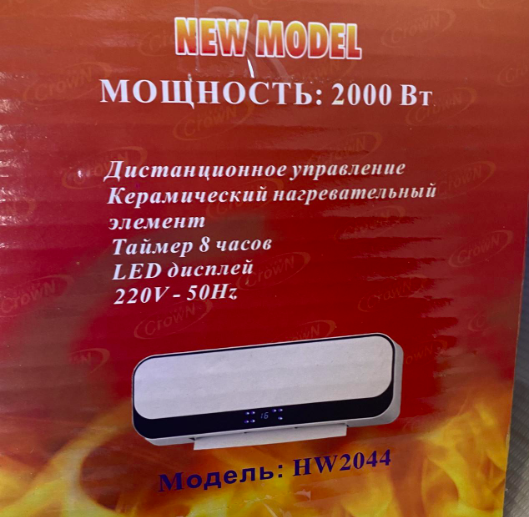 NEW MODEL
МОЩНОСТЬ: 2000 Вт
Дистанционное управление
Керамический нагревательный
элемент
Таймер 8 часов
LED дисплей
220V - 50Hz
16
Модель: HW2044